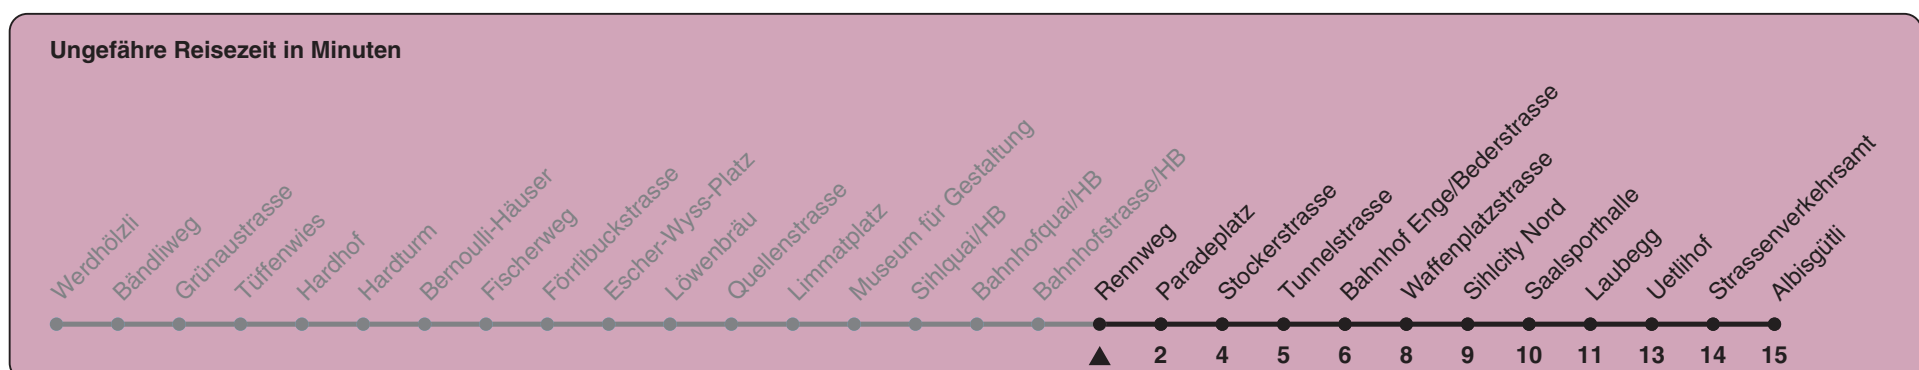 Ungefähre Reisezeit in Minuten
Werdhölzli
Bändliweg
Grünaustrasse
Tüffenwies
Hardhof
Hardturm
Bernoulli-Häuser
Fischerweg
Förrlibuckstrasse
Escher-Wyss-Platz
Löwenbräu
Quellenstrasse
Limmatplatz
Museum für Gestaltung
Sihlquai/HB
Bahnhofquai/HB
Bahnhofstrasse/HB
Rennweg
Paradeplatz
Stockerstrasse
Tunnelstrasse
Bahnhof Enge/Bederstrasse
Waffenplatzstrasse
Sihlcity Nord
Saalsporthalle
Laubegg
Uetlihof
Strassenverkehrsamt
Albisgütli
2 4 5 6 8 9 10 11 13 14 15